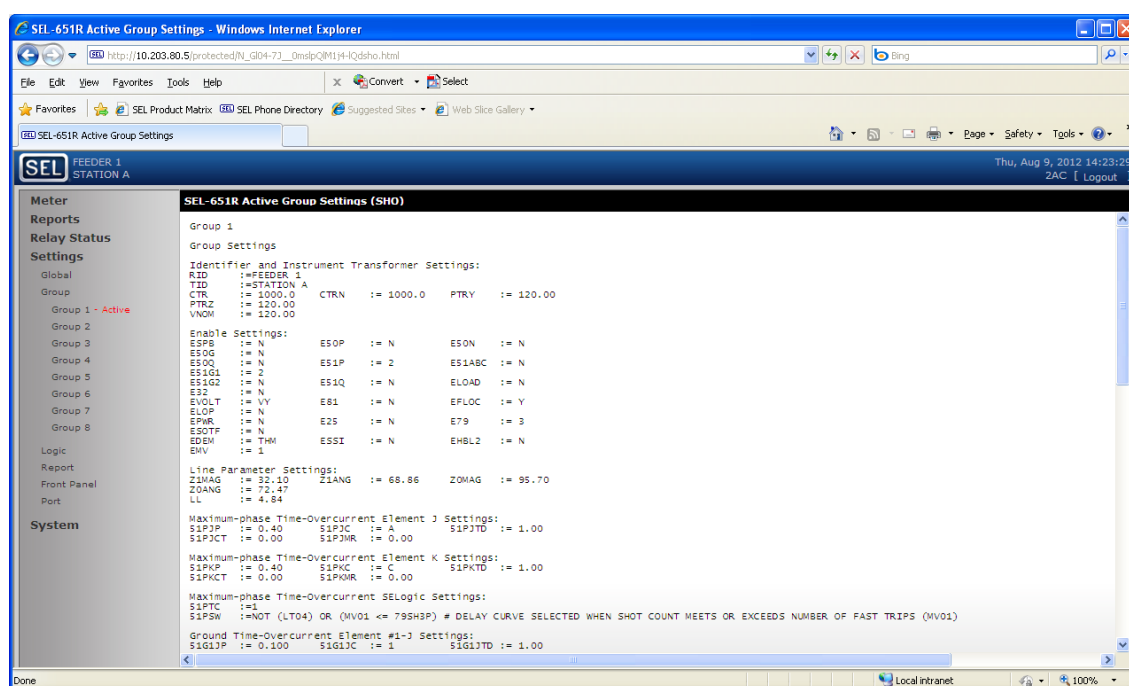 SEL-651R Active Group Settings - Windows Internet Explorer
http://10.203.80.5/protected/ Bing
File Edit View Favorites Tools Help x Convert Select
Favorites SEL Product Matrix SEL Phone Directory Suggested Sites Web Slice Gallery
SEL-651R Active Group Settings Page Safety Tools
SEL FEEDER 1 Thu, Aug 9, 2012 14:23:29
STATION A 2AC [ Logout
Meter
Reports
Relay Status
Settings
Global
Group
Group 1 - Active
Group 2
Group 3
Group 4
Group 5
Group 6
Group 7
Group 8
Logic
Report
Front Panel
Port
System
SEL-651R Active Group Settings (SHO)
Group 1
Group Settings
Identifier and Instrument Transformer Settings:
RID :=FEEDER 1
TID :=STATION A
CTR := 1000.0 CTRN := 1000.0 PTRY := 120.00
PTRZ := 120.00
VNOM := 120.00
Enable Settings:
ESPB := N E50P := N E50N := N
E50G := N
E50Q := N E51P := 2 E51ABC := N
E51G1 := 2
E51G2 := N E51Q := N ELOAD := N
E32 := N
EVOLT := VY E81 := N EFLOC := Y
ELOP := N
EPWR := N E25 := N E79 := 3
ESOTF := N
EDEM := THM ESSI := N EHBL2 := N
EMV := 1
Line Parameter Settings:
Z1MAG := 32.10 Z1ANG := 68.86 Z0MAG := 95.70
Z0ANG := 72.47
LL := 4.84
Maximum-phase Time-Overcurrent Element J Settings:
51PJP := 0.40 51PJC := A 51PJTD := 1.00
51PJCT := 0.00 51PJMR := 0.00
Maximum-phase Time-Overcurrent Element K Settings:
51PKP := 0.40 51PKC := C 51PKTD := 1.00
51PKCT := 0.00 51PKMR := 0.00
Maximum-phase Time-Overcurrent SELogic Settings:
51PTC :=1
51PSW :=NOT (LT04) OR (MV01 <= 79SH3P) # DELAY CURVE SELECTED WHEN SHOT COUNT MEETS OR EXCEEDS NUMBER OF FAST TRIPS (MV01)
Ground Time-Overcurrent Element #1-J Settings:
51G1JP := 0.100 51G1JC := 1 51G1JTD := 1.00
Done Local intranet 100%